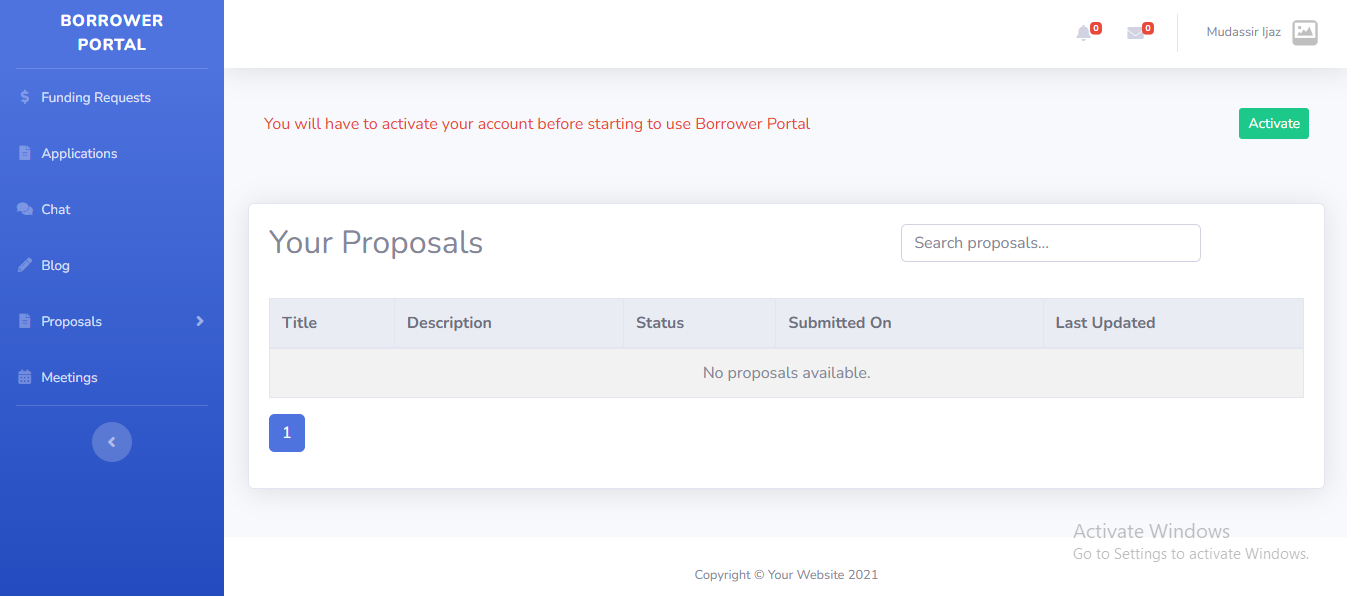 BORROWER
PORTAL
0
0
Mudassir Ijaz
Funding Requests
Applications
Chat
Blog
Proposals
Meetings
You will have to activate your account before starting to use Borrower Portal
Activate
Your Proposals
Search proposals...
Title Description Status Submitted On Last Updated
No proposals available.
1
Activate Windows
Go to Settings to activate Windows.
Copyright © Your Website 2021